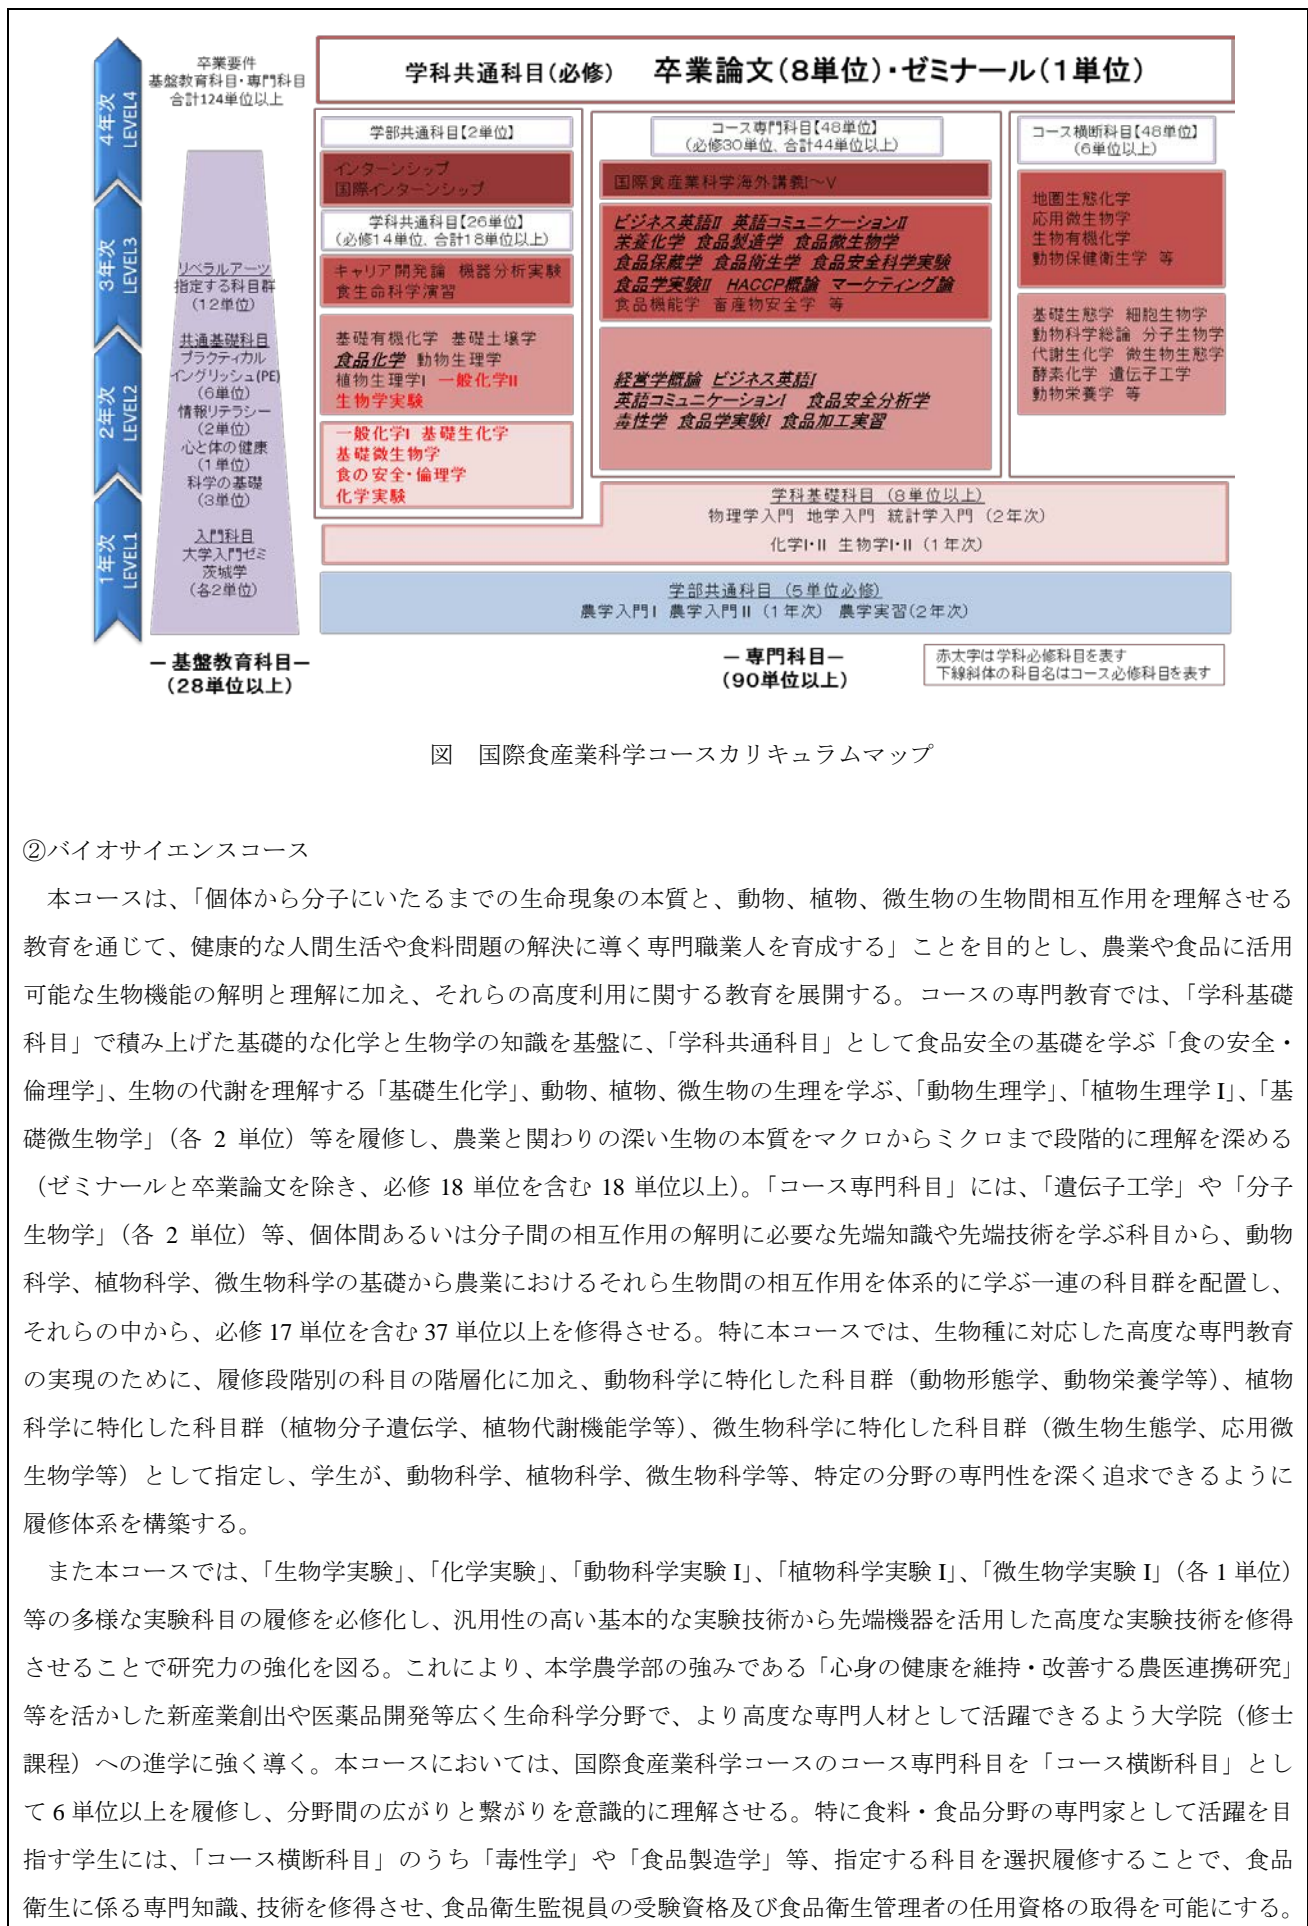 4年次
LEVEL4
3年次
LEVEL3
2年次
LEVEL2
1年次
LEVEL1
卒業要件
基盤教育科目・専門科目
合計124単位以上
リベラルアーツ
指定する科目群
(12単位)
共通基礎科目
プラクティカル
イングリッシュ(PE)
(6単位)
情報リテラシー
(2単位)
心と体の健康
(1単位)
科学の基礎
(3単位)
入門科目
大学入門ゼミ
茨城学
(各2単位)
―基盤教育科目―
(28単位以上)
学科共通科目(必修) 卒業論文(8単位)・ゼミナール(1単位)
学部共通科目【2単位】
インターンシップ
国際インターンシップ
学科共通科目【26単位】
(必修14単位、合計18単位以上)
キャリア開発論 機器分析実験
食生命科学演習
基礎有機化学 基礎土壌学
食品化学 動物生理学
植物生理学I 一般化学II
生物学実験
一般化学I 基礎生化学
基礎微生物学
食の安全・倫理学
化学実験
コース専門科目【48単位】
(必修30単位、合計44単位以上)
国際食産業科学海外講義I～V
ビジネス英語II 英語コミュニケーションII
栄養化学 食品製造学 食品微生物学
食品保蔵学 食品衛生学 食品安全科学実験
食品学実験II HACCP概論 マーケティング論
食品機能学 畜産物安全学 等
経営学概論 ビジネス英語I
英語コミュニケーションI 食品安全分析学
毒性学 食品学実験I 食品加工実習
コース横断科目【48単位】
(6単位以上)
地圏生態化学
応用微生物学
生物有機化学
動物保健衛生学 等
基礎生態学 細胞生物学
動物科学総論 分子生物学
代謝生化学 微生物生態学
酵素化学 遺伝子工学
動物栄養学 等
学科基礎科目 (8単位以上)
物理学入門 地学入門 統計学入門 (2年次)
化学I・II 生物学I・II (1年次)
学部共通科目 (5単位必修)
農学入門I 農学入門II (1年次) 農学実習(2年次)
―専門科目―
(90単位以上)
赤太字は学科必修科目を表す
下線斜体の科目名はコース必修科目を表す
図 国際食産業科学コースカリキュラムマップ
②バイオサイエンスコース
本コースは、「個体から分子にいたるまでの生命現象の本質と、動物、植物、微生物の生物間相互作用を理解させる
教育を通じて、健康的な人間生活や食料問題の解決に導く専門職業人を育成する」ことを目的とし、農業や食品に活用
可能な生物機能の解明と理解に加え、それらの高度利用に関する教育を展開する。コースの専門教育では、「学科基礎
科目」で積み上げた基礎的な化学と生物学の知識を基盤に、「学科共通科目」として食品安全の基礎を学ぶ「食の安全・
倫理学」、生物の代謝を理解する「基礎生化学」、動物、植物、微生物の生理を学ぶ、「動物生理学」、「植物生理学 I」、「基
礎微生物学」（各 2 単位）等を履修し、農業と関わりの深い生物の本質をマクロからミクロまで段階的に理解を深める
（ゼミナールと卒業論文を除き、必修 18 単位を含む 18 単位以上）。「コース専門科目」には、「遺伝子工学」や「分子
生物学」（各 2 単位）等、個体間あるいは分子間の相互作用の解明に必要な先端知識や先端技術を学ぶ科目から、動物
科学、植物科学、微生物科学の基礎から農業におけるそれら生物間の相互作用を体系的に学ぶ一連の科目群を配置し、
それらの中から、必修 17 単位を含む 37 単位以上を修得させる。特に本コースでは、生物種に対応した高度な専門教育
の実現のために、履修段階別の科目の階層化に加え、動物科学に特化した科目群（動物形態学、動物栄養学等）、植物
科学に特化した科目群（植物分子遺伝学、植物代謝機能学等）、微生物科学に特化した科目群（微生物生態学、応用微
生物学等）として指定し、学生が、動物科学、植物科学、微生物科学等、特定の分野の専門性を深く追求できるように
履修体系を構築する。
また本コースでは、「生物学実験」、「化学実験」、「動物科学実験 I」、「植物科学実験 I」、「微生物学実験 I」（各 1 単位）
等の多様な実験科目の履修を必修化し、汎用性の高い基本的な実験技術から先端機器を活用した高度な実験技術を修得
させることで研究力の強化を図る。これにより、本学農学部の強みである「心身の健康を維持・改善する農医連携研究」
等を活かした新産業創出や医薬品開発等広く生命科学分野で、より高度な専門人材として活躍できるよう大学院（修士
課程）への進学に強く導く。本コースにおいては、国際食産業科学コースのコース専門科目を「コース横断科目」とし
て 6 単位以上を履修し、分野間の広がりと繋がりを意識的に理解させる。特に食料・食品分野の専門家として活躍を目
指す学生には、「コース横断科目」のうち「毒性学」や「食品製造学」等、指定する科目を選択履修することで、食品
衛生に係る専門知識、技術を修得させ、食品衛生監視員の受験資格及び食品衛生管理者の任用資格の取得を可能にする。